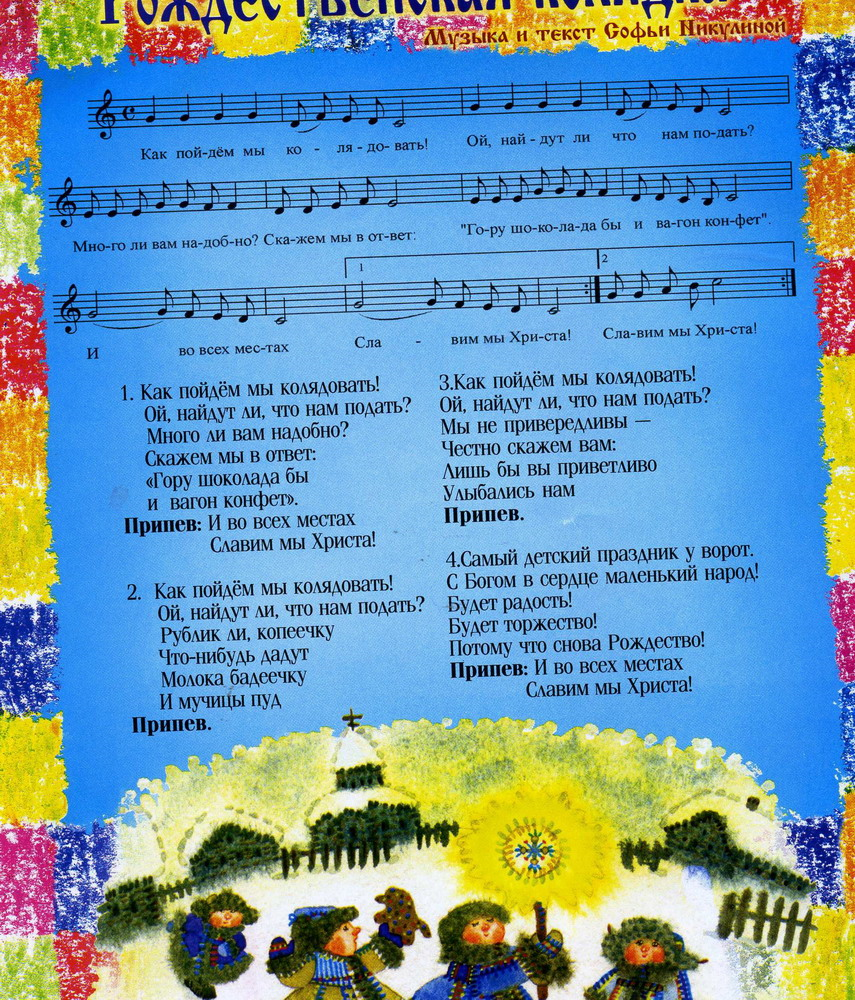 Рождественская колядка
Музыка и текст Софьи Никулиной
Как пой-дём мы ко - ля - до- вать! Ой, най - дут ли что нам по-дать?
Мно-го ли вам на-доб-но? Ска-жем мы в от-вет: "Го-ру шо-ко-ла-да бы и ва-гон кон-фет".
1 2
И во всех мес-тах Сла - вим мы Хри-ста! Сла-вим мы Хри-ста!
1. Как пойдём мы колядовать!
Ой, найдут ли, что нам подать?
Много ли вам надобно?
Скажем мы в ответ:
«Гору шоколада бы
и вагон конфет».
Припев: И во всех местах
Славим мы Христа!
2. Как пойдём мы колядовать!
Ой, найдут ли, что нам подать?
Рублик ли, копеечку
Что-нибудь дадут
Молока бадеечку
И мучицы пуд
Припев.
3.Как пойдём мы колядовать!
Ой, найдут ли, что нам подать?
Мы не привередливы —
Честно скажем вам:
Лишь бы вы приветливо
Улыбались нам
Припев.
4.Самый детский праздник у ворот.
С Богом в сердце маленький народ!
Будет радость!
Будет торжество!
Потому что снова Рождество!
Припев: И во всех местах
Славим мы Христа!